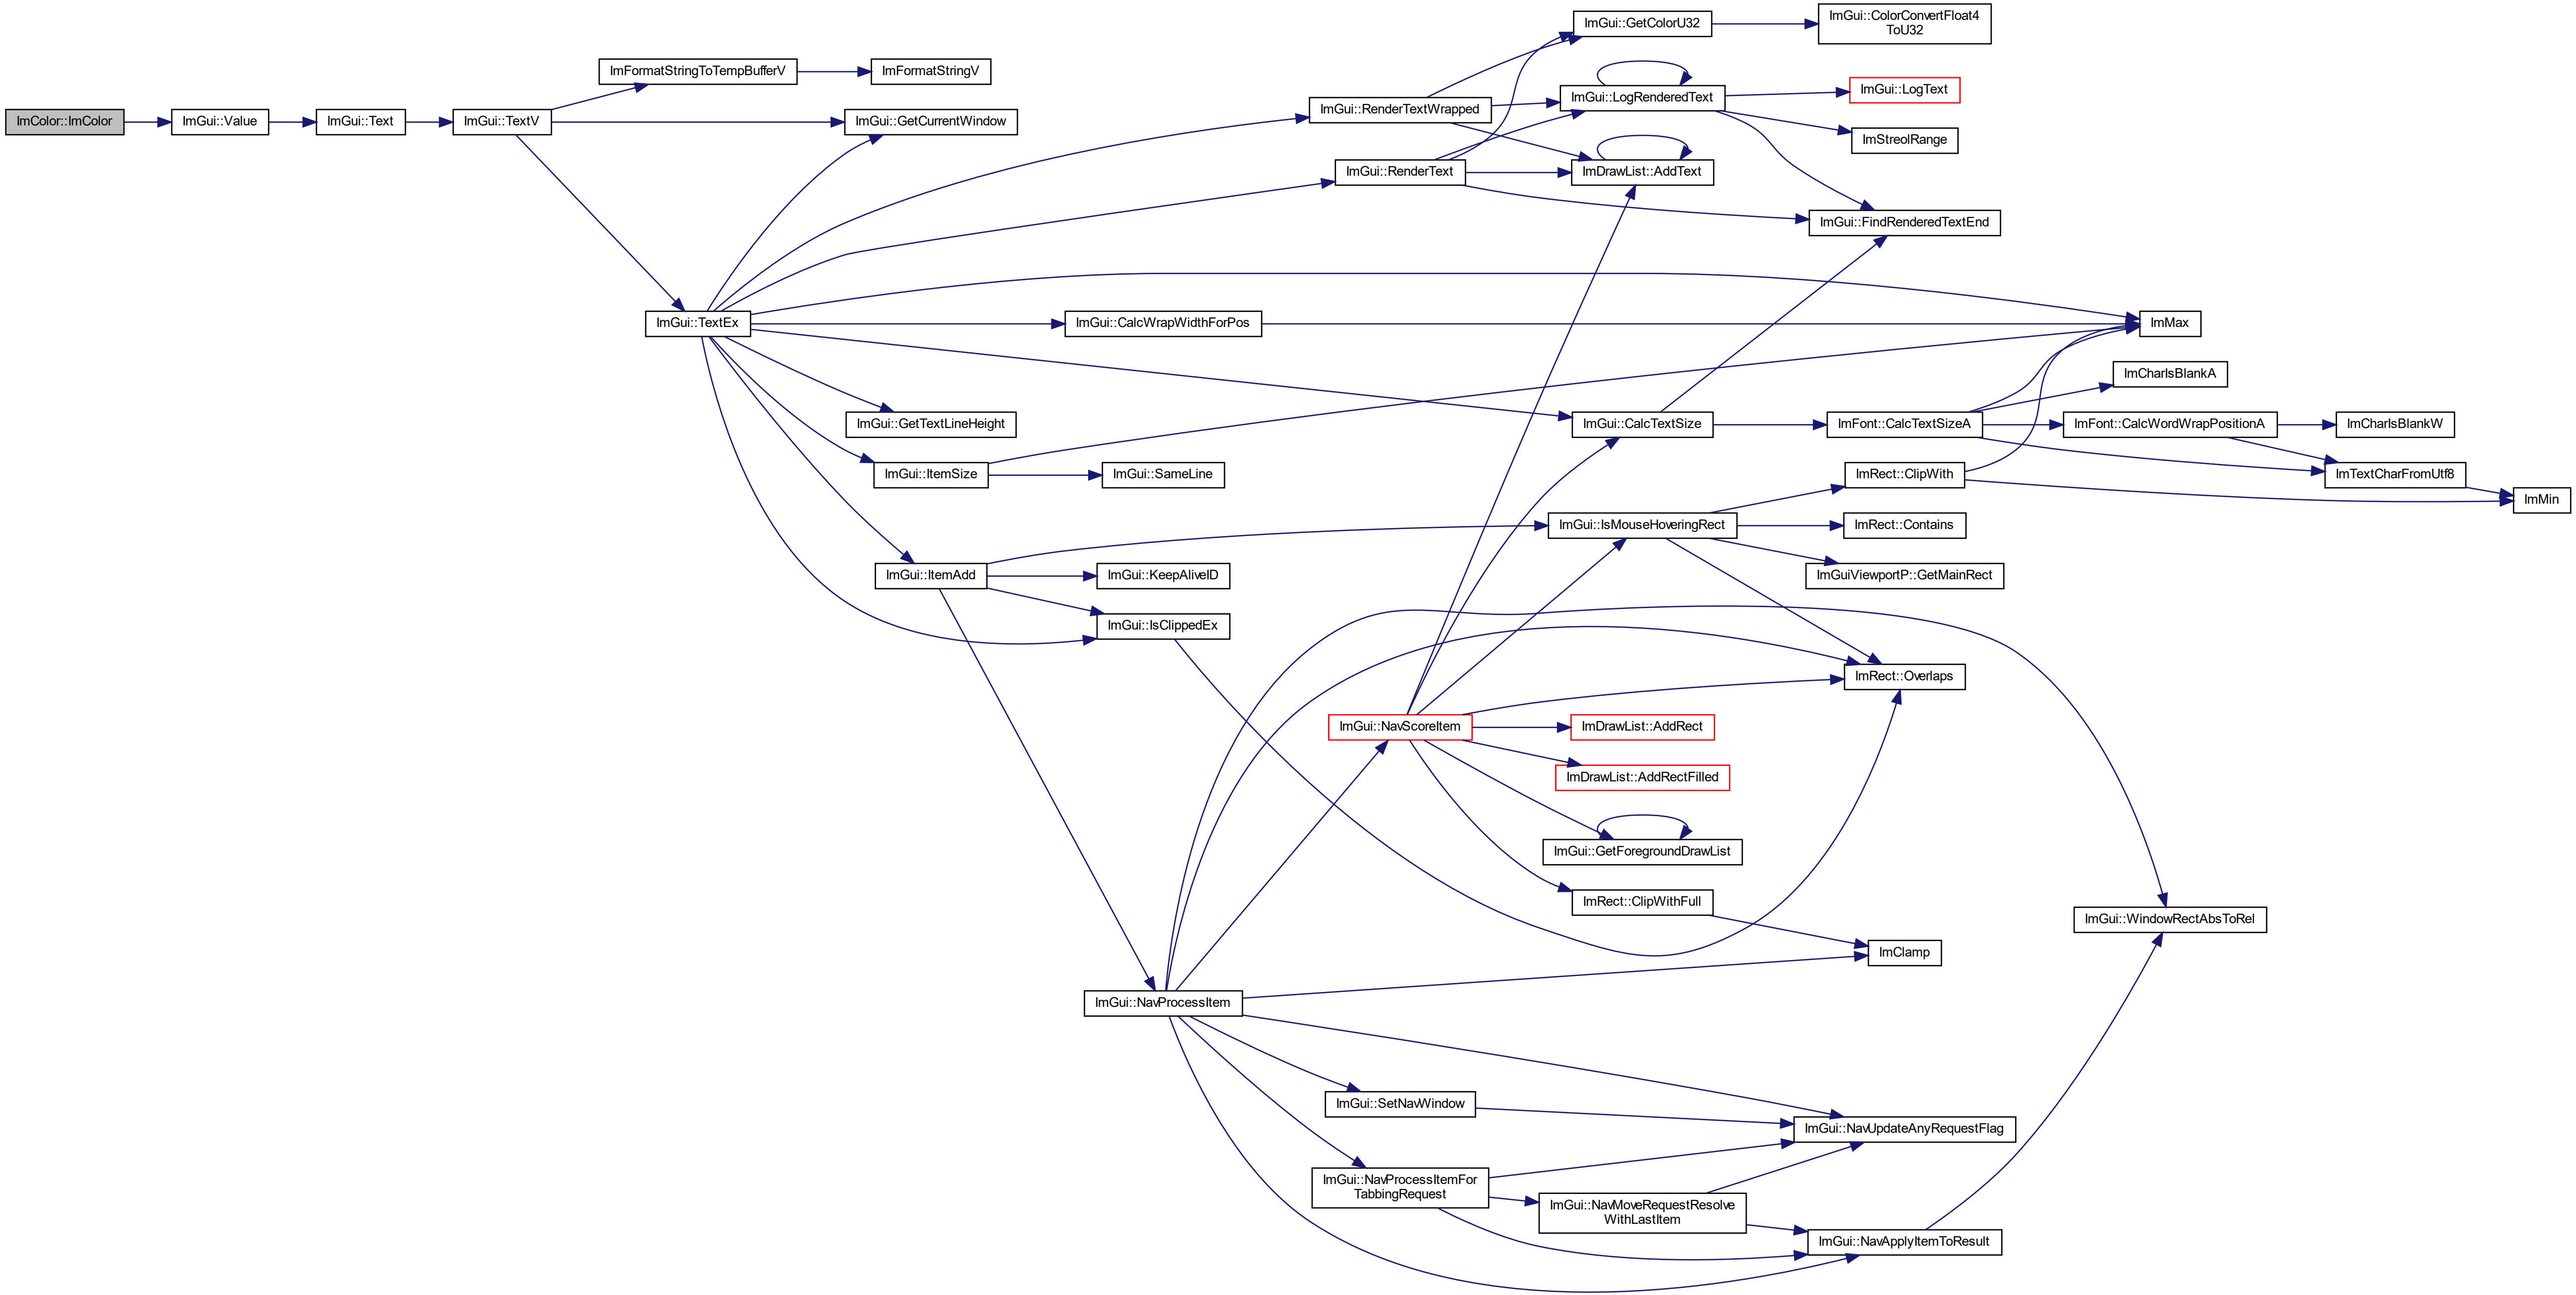 ImColor::ImColor
ImGui::Value
ImGui::Text
ImGui::TextV
ImFormatStringToTempBufferV
ImFormatStringV
ImGui::GetCurrentWindow
ImGui::TextEx
ImGui::RenderTextWrapped
ImGui::RenderText
ImGui::GetColorU32
ImGui::ColorConvertFloat4
ToU32
ImGui::LogRenderedText
ImGui::LogText
ImStreolRange
ImDrawList::AddText
ImGui::FindRenderedTextEnd
ImMax
ImGui::CalcWrapWidthForPos
ImGui::GetTextLineHeight
ImGui::CalcTextSize
ImFont::CalcTextSizeA
ImCharIsBlankA
ImFont::CalcWordWrapPositionA
ImCharIsBlankW
ImTextCharFromUtf8
ImMin
ImGui::ItemSize
ImGui::SameLine
ImGui::ItemAdd
ImGui::IsMouseHoveringRect
ImRect::ClipWith
ImRect::Contains
ImGuiViewportP::GetMainRect
ImGui::KeepAliveID
ImGui::IsClippedEx
ImRect::Overlaps
ImGui::NavScoreItem
ImDrawList::AddRect
ImDrawList::AddRectFilled
ImGui::GetForegroundDrawList
ImRect::ClipWithFull
ImClamp
ImGui::WindowRectAbsToRel
ImGui::NavProcessItem
ImGui::SetNavWindow
ImGui::NavUpdateAnyRequestFlag
ImGui::NavProcessItemFor
TabbingRequest
ImGui::NavMoveRequestResolve
WithLastItem
ImGui::NavApplyItemToResult